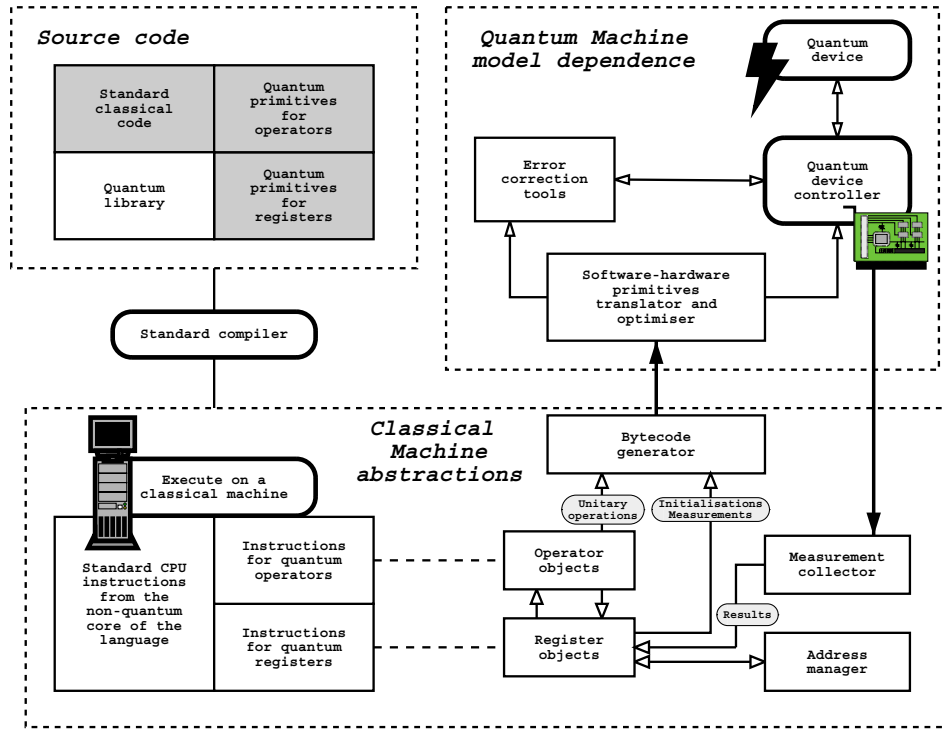 Source code
Standard
classical
code
Quantum
primitives
for
operators
Quantum
library
Quantum
primitives
for
registers
Standard compiler
Quantum Machine
model dependence
Quantum
device
Error
correction
tools
Quantum
device
controller
Software-hardware
primitives
translator and
optimiser
Classical
Machine
abstractions
Execute on a
classical machine
Standard CPU
instructions
from the
non-quantum
core of the
language
Instructions
for quantum
operators
Instructions
for quantum
registers
Bytecode
generator
Unitary
operations
Initialisations
Measurements
Operator
objects
Register
objects
Measurement
collector
Results
Address
manager